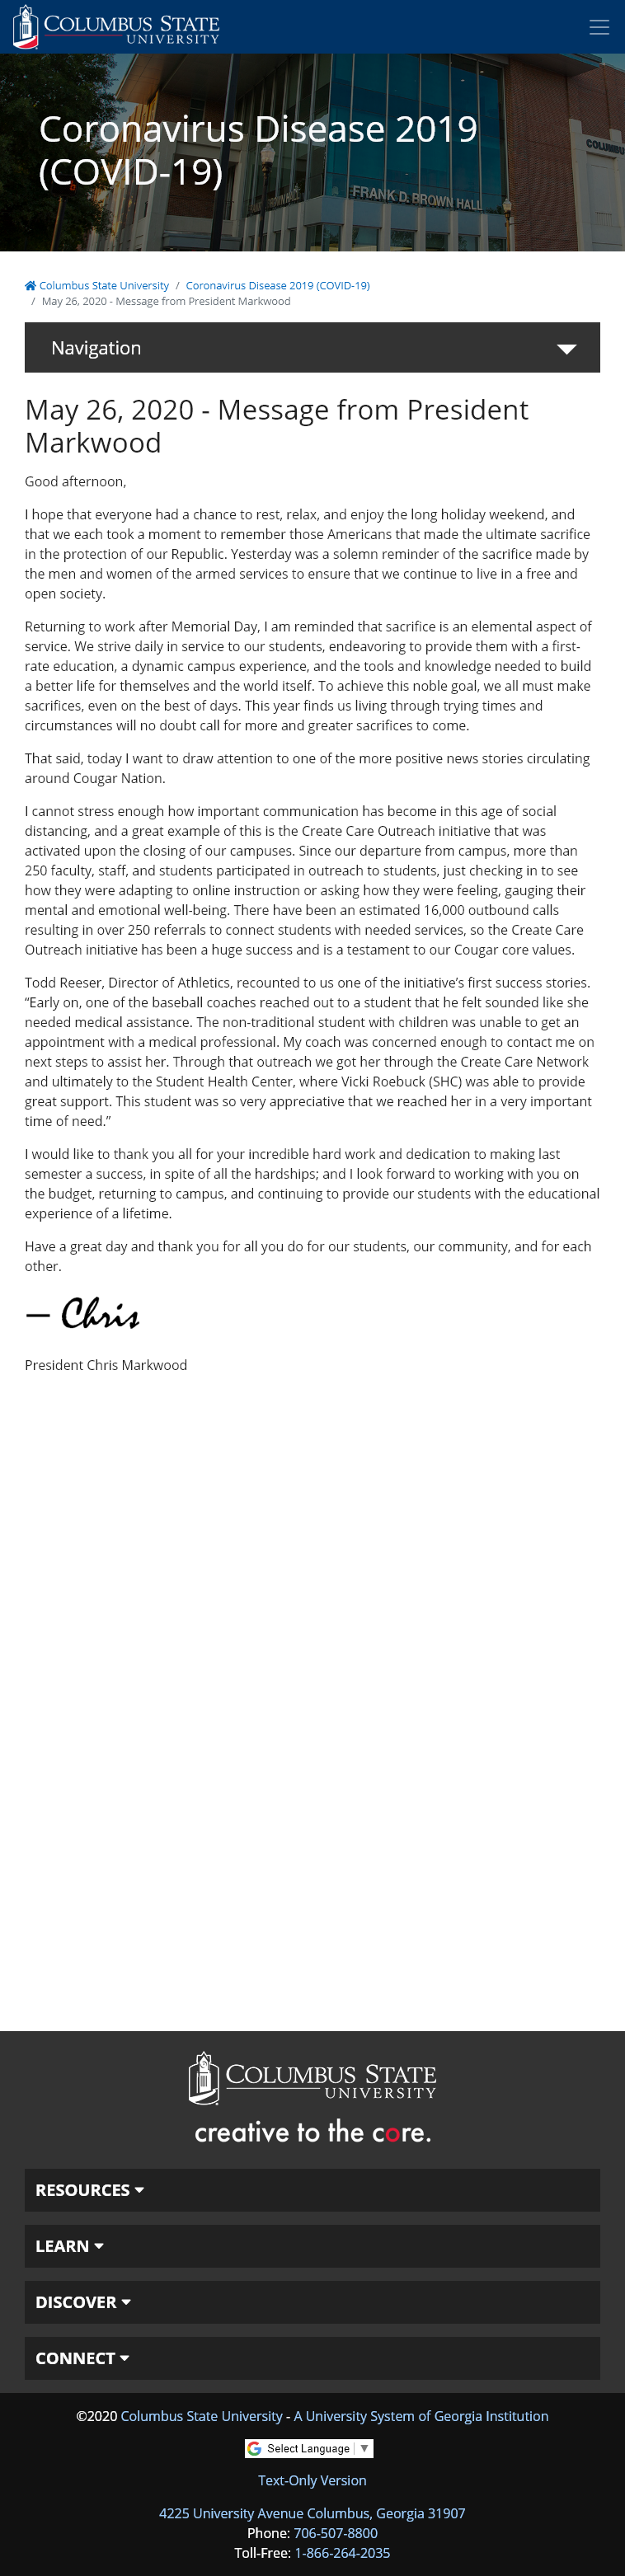 COLUMBUS STATE
UNIVERSITY
Coronavirus Disease 2019
(COVID-19)
FRANK D. BROWN HALL
COLUMBU
Columbus State University / Coronavirus Disease 2019 (COVID-19)
/ May 26, 2020 - Message from President Markwood
Navigation
May 26, 2020 - Message from President
Markwood
Good afternoon,
I hope that everyone had a chance to rest, relax, and enjoy the long holiday weekend, and
that we each took a moment to remember those Americans that made the ultimate sacrifice
in the protection of our Republic. Yesterday was a solemn reminder of the sacrifice made by
the men and women of the armed services to ensure that we continue to live in a free and
open society.
Returning to work after Memorial Day, I am reminded that sacrifice is an elemental aspect of
service. We strive daily in service to our students, endeavoring to provide them with a first-
rate education, a dynamic campus experience, and the tools and knowledge needed to build
a better life for themselves and the world itself. To achieve this noble goal, we all must make
sacrifices, even on the best of days. This year finds us living through trying times and
circumstances will no doubt call for more and greater sacrifices to come.
That said, today I want to draw attention to one of the more positive news stories circulating
around Cougar Nation.
I cannot stress enough how important communication has become in this age of social
distancing, and a great example of this is the Create Care Outreach initiative that was
activated upon the closing of our campuses. Since our departure from campus, more than
250 faculty, staff, and students participated in outreach to students, just checking in to see
how they were adapting to online instruction or asking how they were feeling, gauging their
mental and emotional well-being. There have been an estimated 16,000 outbound calls
resulting in over 250 referrals to connect students with needed services, so the Create Care
Outreach initiative has been a huge success and is a testament to our Cougar core values.
Todd Reeser, Director of Athletics, recounted to us one of the initiative’s first success stories.
“Early on, one of the baseball coaches reached out to a student that he felt sounded like she
needed medical assistance. The non-traditional student with children was unable to get an
appointment with a medical professional. My coach was concerned enough to contact me on
next steps to assist her. Through that outreach we got her through the Create Care Network
and ultimately to the Student Health Center, where Vicki Roebuck (SHC) was able to provide
great support. This student was so very appreciative that we reached her in a very important
time of need.”
I would like to thank you all for your incredible hard work and dedication to making last
semester a success, in spite of all the hardships; and I look forward to working with you on
the budget, returning to campus, and continuing to provide our students with the educational
experience of a lifetime.
Have a great day and thank you for all you do for our students, our community, and for each
other.
— Chris
President Chris Markwood
COLUMBUS STATE
UNIVERSITY
creative to the core.
RESOURCES
LEARN
DISCOVER
CONNECT
©2020 Columbus State University - A University System of Georgia Institution
Select Language
Text-Only Version
4225 University Avenue Columbus, Georgia 31907
Phone: 706-507-8800
Toll-Free: 1-866-264-2035